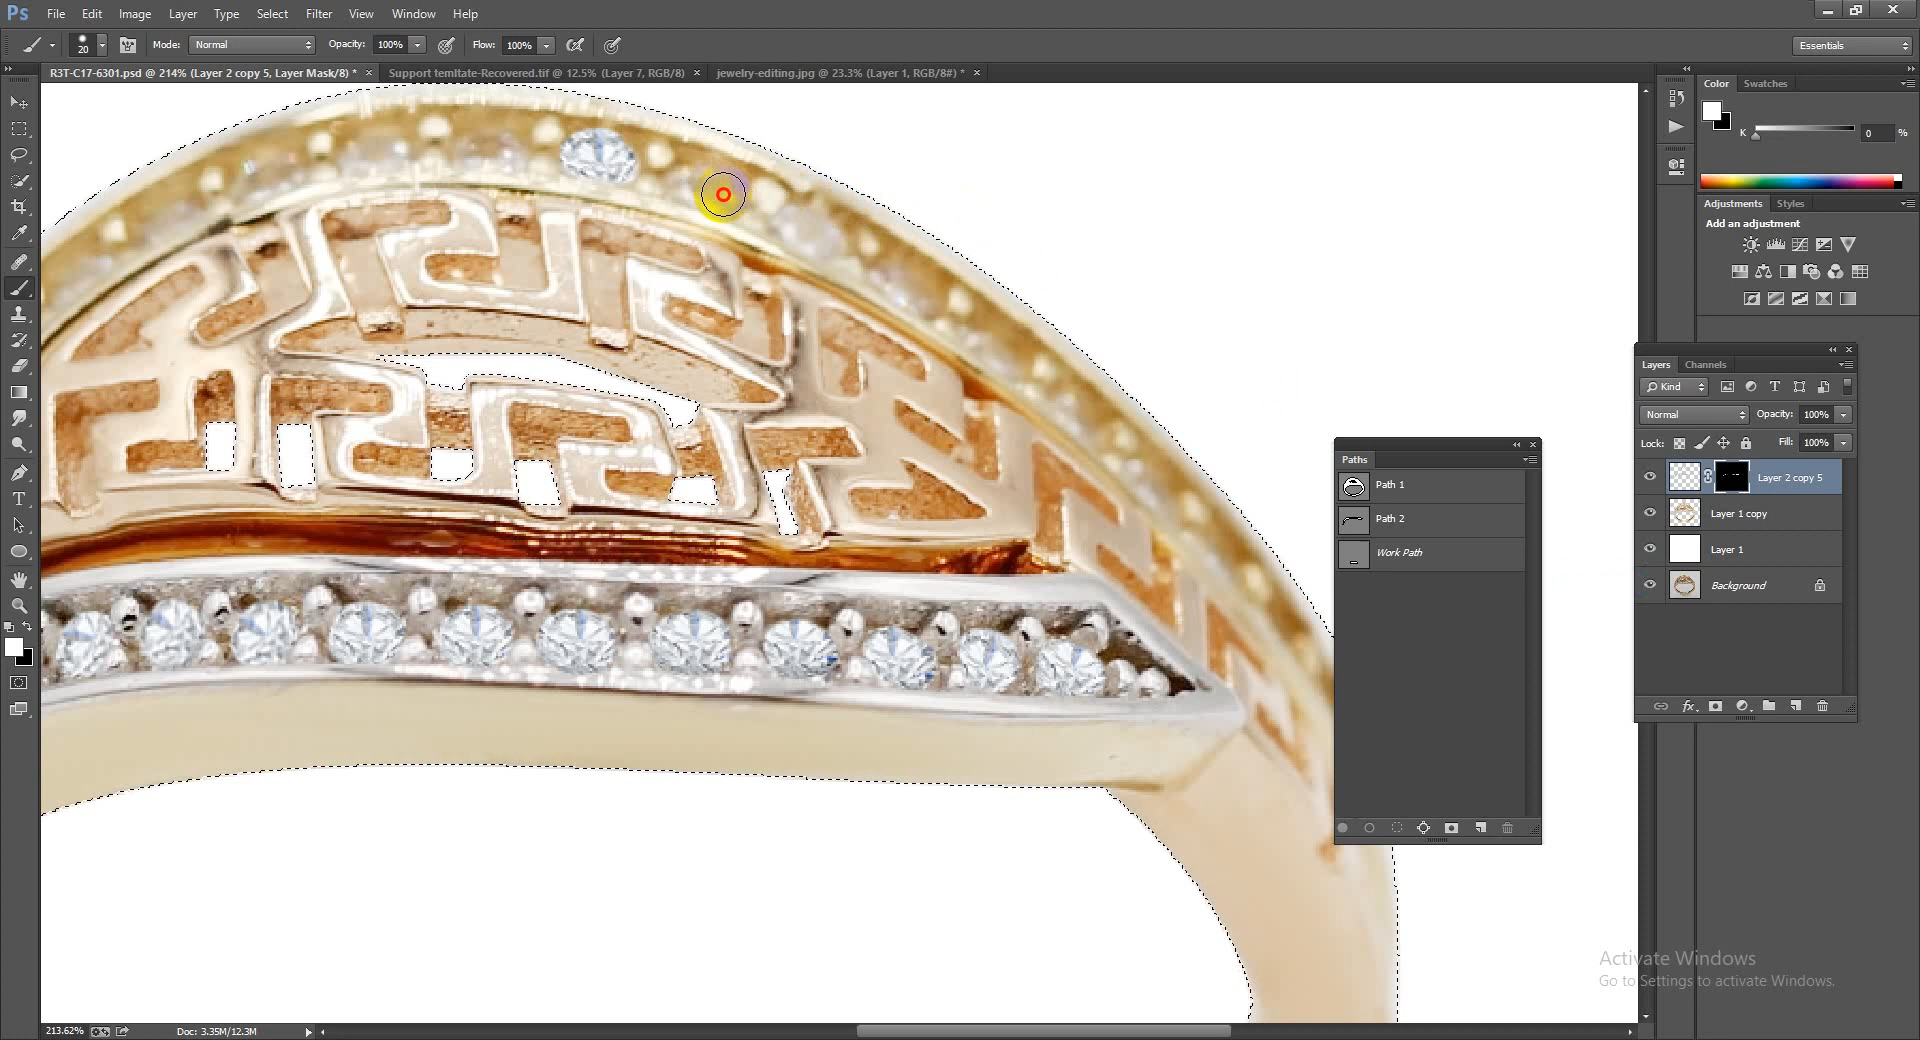 Ps File Edit Image Layer Type Select Filter View Window Help
20 Mode: Normal Opacity: 100% Flow: 100% Essentials
R3T-C17-6301.psd @ 214% (Layer 2 copy 5, Layer Mask/8) * × Support temltate-Recovered.tif @ 12.5% (Layer 7, RGB/8) × jewelry-editing.jpg @ 23.3% (Layer 1, RGB/8#) * ×
Color Swatches
K 0 %
Adjustments Styles
Add an adjustment
Layers Channels
Kind
Normal Opacity: 100%
Lock: Fill: 100%
Layer 2 copy 5
Layer 1 copy
Layer 1
Background
Paths
Path 1
Path 2
Work Path
Activate Windows
Go to Settings to activate Windows.
213.62% Doc: 3.35M/12.3M